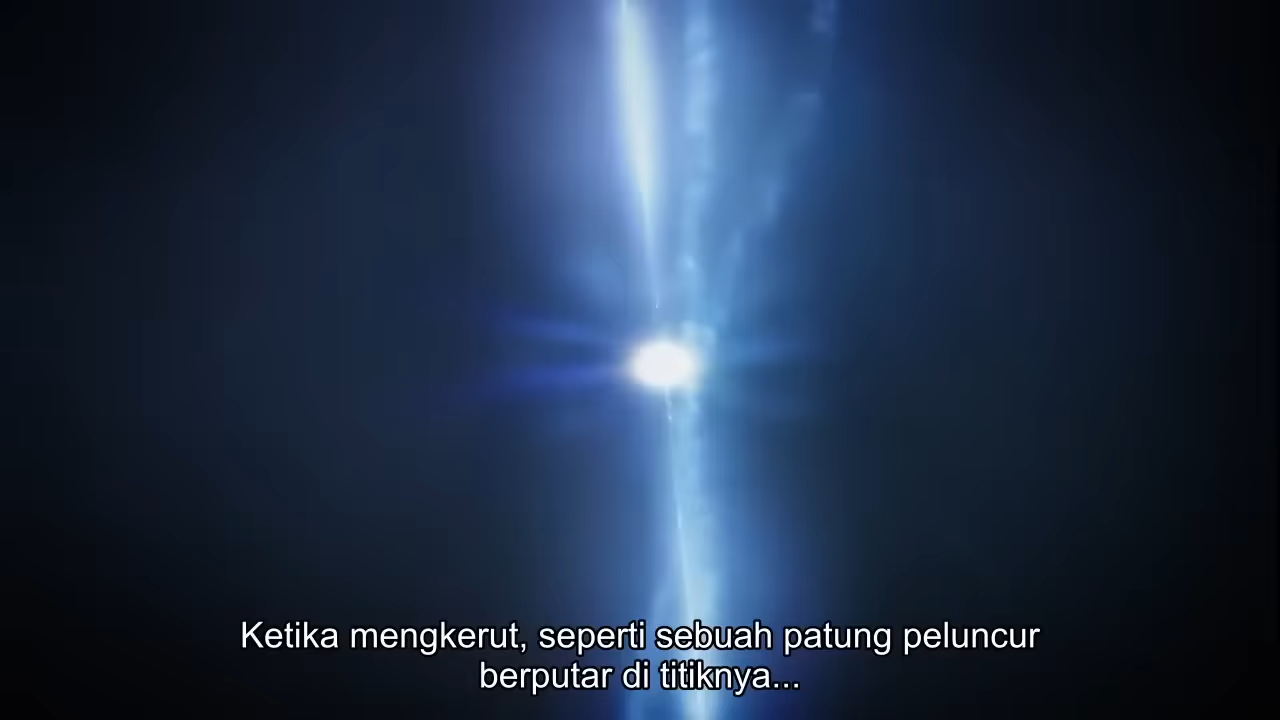 Ketika mengkerut, seperti sebuah patung peluncur
berputar di titiknya...